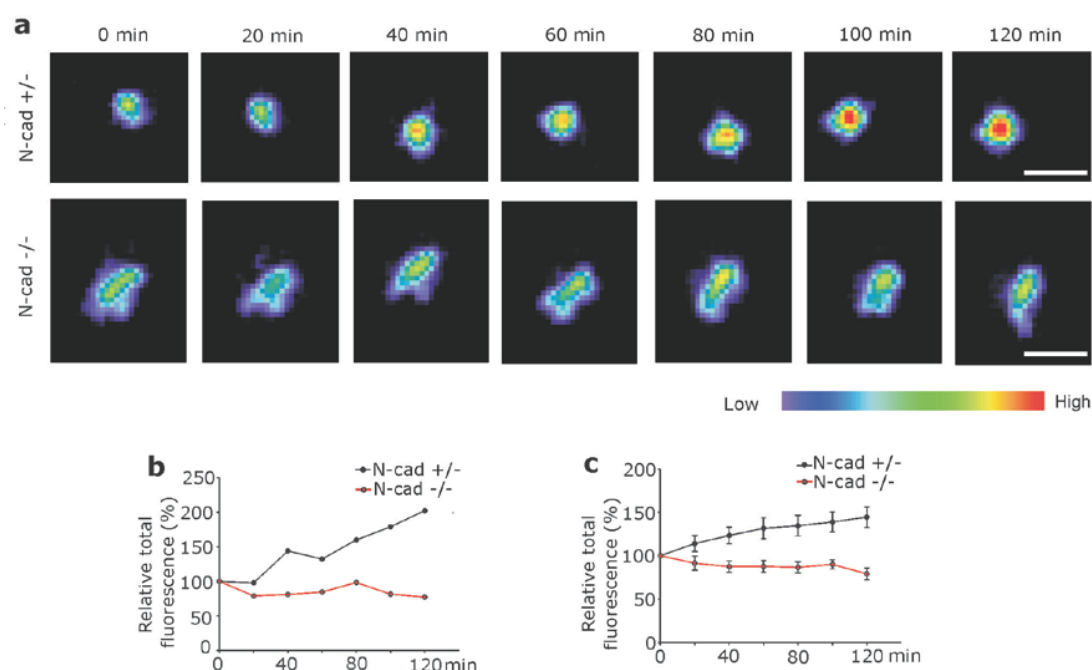 a
0 min 20 min 40 min 60 min 80 min 100 min 120 min
N-cad +/-
N-cad -/-
Low High
b
N-cad +/-
N-cad -/-
Relative total
fluorescence (%)
250
200
150
100
50
0
0 40 80 120 min
c
N-cad +/-
N-cad -/-
Relative total
fluorescence (%)
200
150
100
50
0
0 40 80 120 min